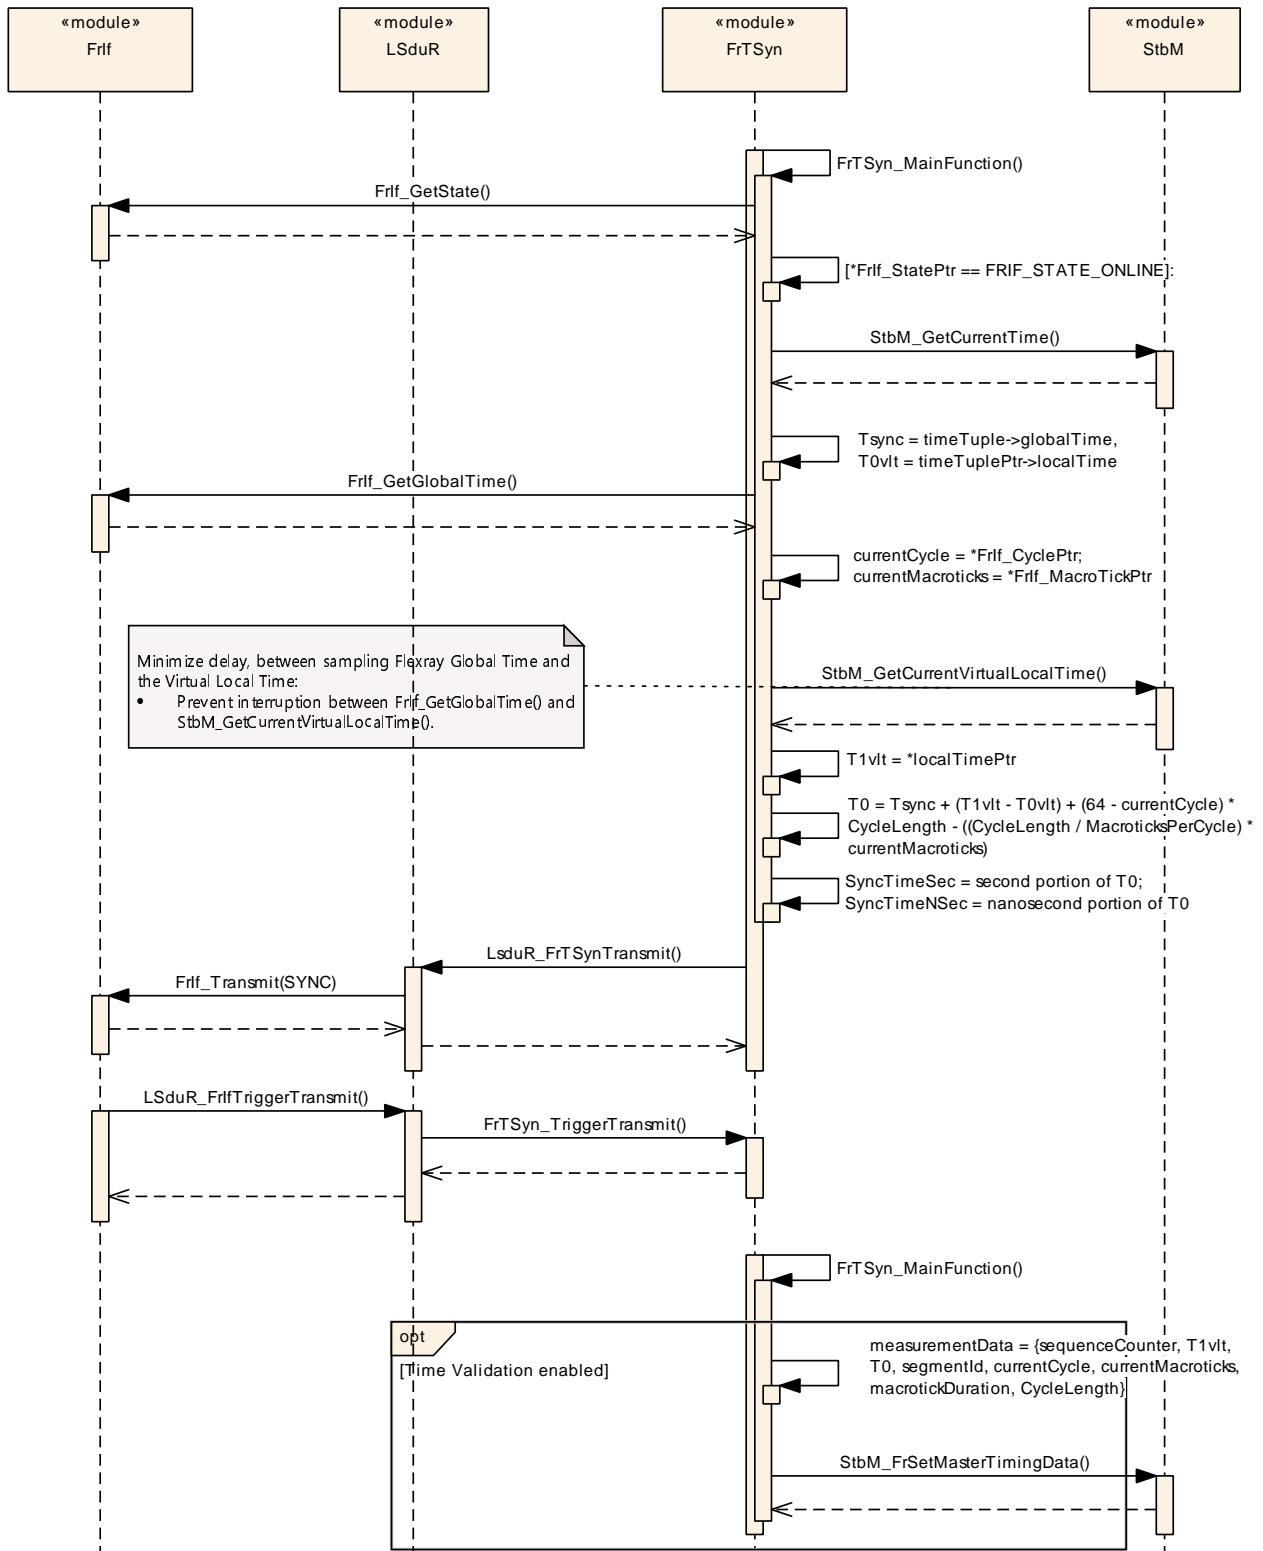 «module»
FrIf
«module»
LSduR
«module»
FrTSyn
«module»
StbM
FrTSyn_MainFunction()
FrIf_GetState()
[*FrIf_StatePtr == FRIF_STATE_ONLINE]:
StbM_GetCurrentTime()
Tsync = timeTuple->globalTime,
T0vlt = timeTuplePtr->localTime
FrIf_GetGlobalTime()
currentCycle = *FrIf_CyclePtr;
currentMacroticks = *FrIf_MacroTickPtr
Minimize delay, between sampling Flexray Global Time and
the Virtual Local Time:
• Prevent interruption between FrIf_GetGlobalTime() and
StbM_GetCurrentVirtualLocalTime().
StbM_GetCurrentVirtualLocalTime()
T1vlt = *localTimePtr
T0 = Tsync + (T1vlt - T0vlt) + (64 - currentCycle) *
CycleLength - ((CycleLength / MacroticksPerCycle) *
currentMacroticks)
SyncTimeSec = second portion of T0;
SyncTimeNSec = nanosecond portion of T0
LsduR_FrTSynTransmit()
FrIf_Transmit(SYNC)
LSduR_FrIfTriggerTransmit()
FrTSyn_TriggerTransmit()
FrTSyn_MainFunction()
opt
[Time Validation enabled]
measurementData = {sequenceCounter, T1vlt,
T0, segmentId, currentCycle, currentMacroticks,
macrotickDuration, CycleLength}
StbM_FrSetMasterTimingData()